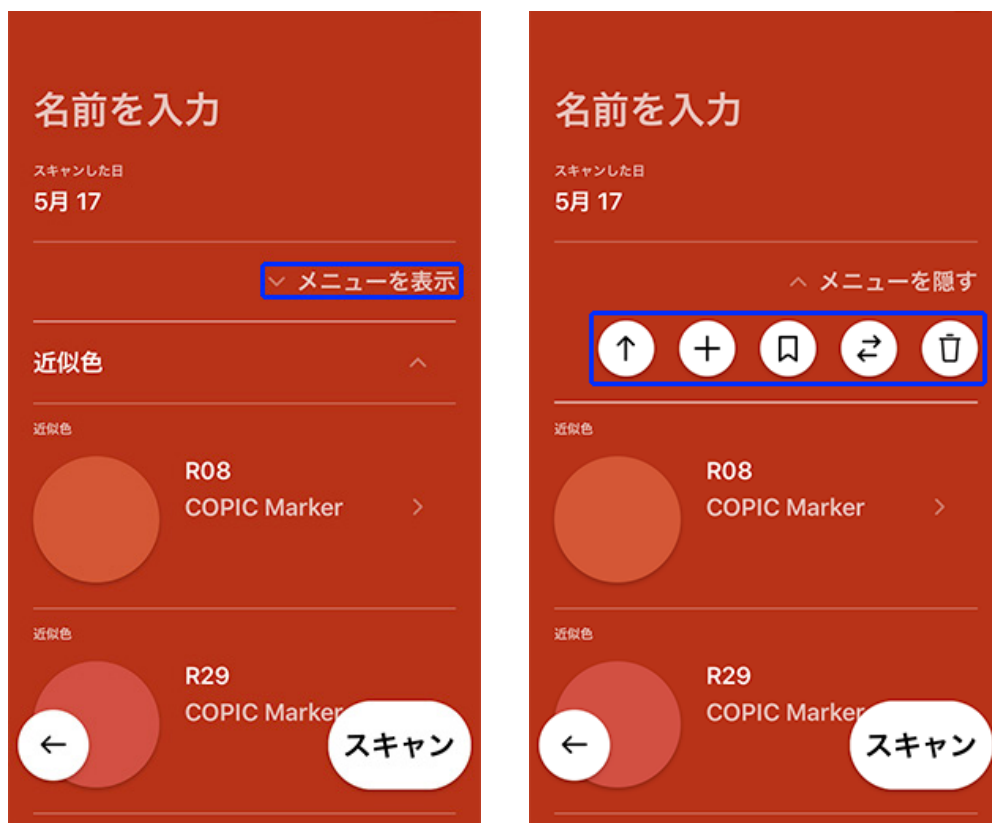 名前を入力
スキャンした日
5月 17
メニューを表示
近似色
近似色
R08
COPIC Marker
近似色
R29
COPIC Marker
スキャン
名前を入力
スキャンした日
5月 17
メニューを隠す
近似色
R08
COPIC Marker
近似色
R29
COPIC Marker
スキャン